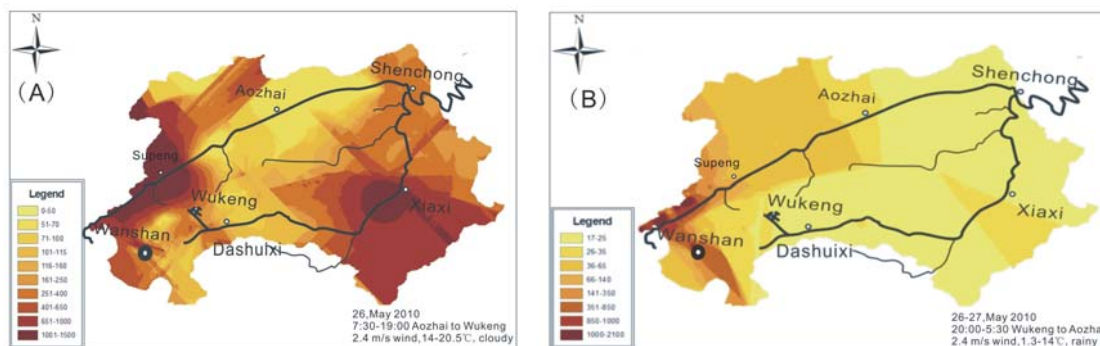 N
(A)
Shenchong
Aozhai
Supeng
Wukeng
Xiaxi
Wanshan
Dashuixi
Legend
0-50
51-70
71-100
101-115
116-160
161-250
251-400
401-650
651-1000
1001-1500
26,May 2010
7:30-19:00 Aozhai to Wukeng
2.4 m/s wind,14-20.5℃, cloudy
N
(B)
Shenchong
Aozhai
Supeng
Wukeng
Xiaxi
Wanshan
Dashuixi
Legend
17-25
26-35
36-65
66-140
141-350
351-850
850-1000
1000-2100
26-27,May 2010
20:00-5:30 Wukeng to Aozha
2.4 m/s wind,1.3-14℃, rainy